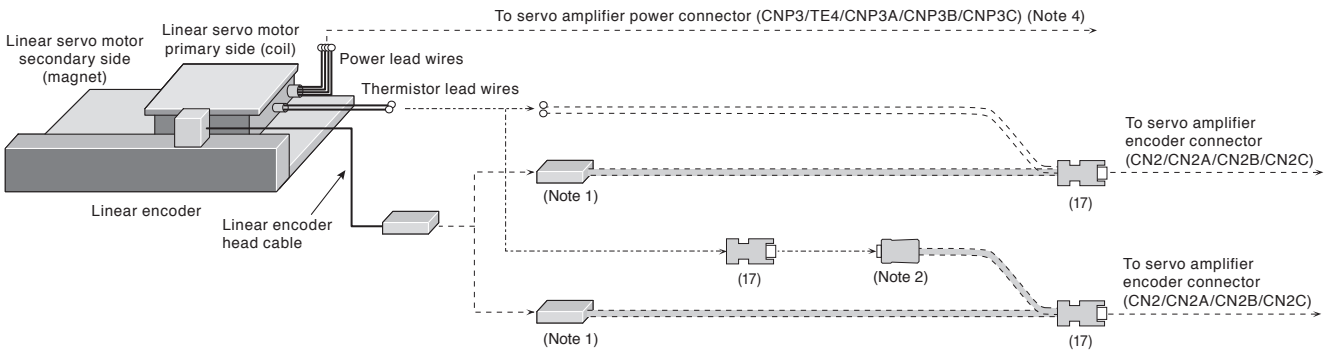 To servo amplifier power connector (CNP3/TE4/CNP3A/CNP3B/CNP3C) (Note 4)
Linear servo motor
secondary side
(magnet)
Linear servo motor
primary side (coil)
Power lead wires
Thermistor lead wires
To servo amplifier
encoder connector
(CN2/CN2A/CN2B/CN2C)
(Note 1)
(17)
Linear encoder
Linear encoder
head cable
(17)
(Note 2)
To servo amplifier
encoder connector
(CN2/CN2A/CN2B/CN2C)
(Note 1)
(17)